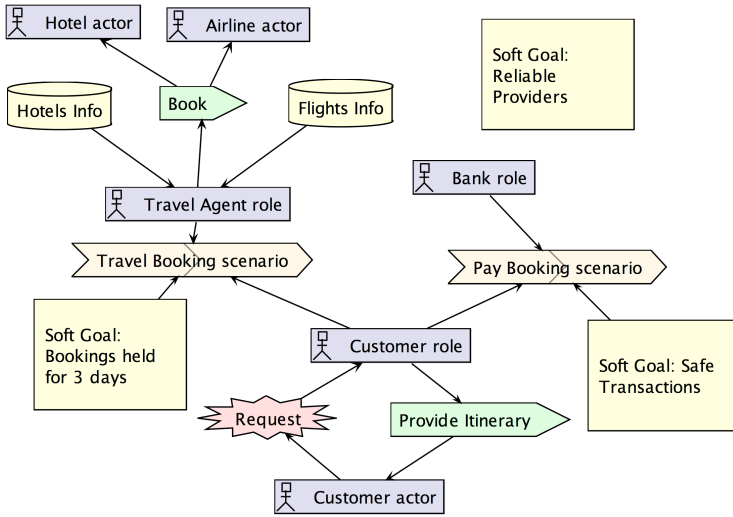 Hotel actor
Airline actor
Soft Goal:
Reliable
Providers
Hotels Info
Book
Flights Info
Bank role
Travel Agent role
Travel Booking scenario
Pay Booking scenario
Soft Goal:
Bookings held
for 3 days
Customer role
Soft Goal: Safe
Transactions
Request
Provide Itinerary
Customer actor